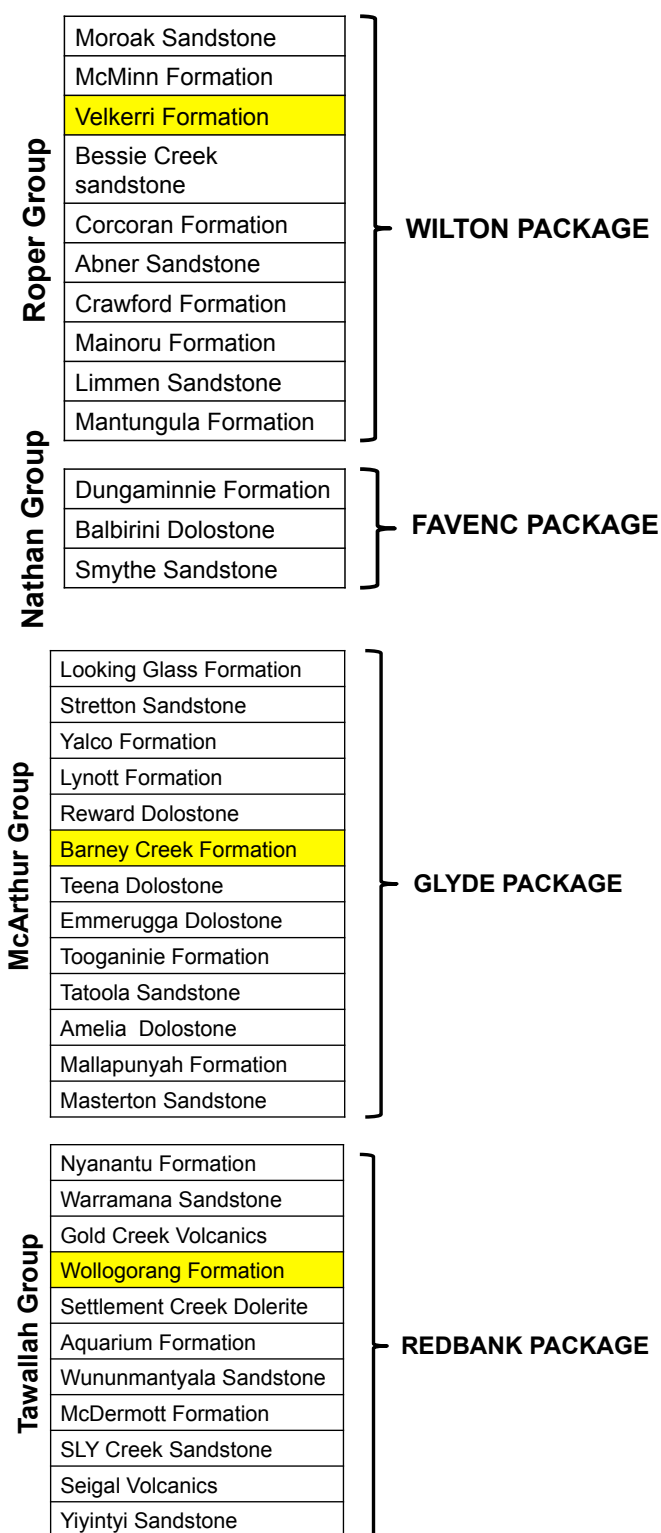 Roper Group
Moroak Sandstone
McMinn Formation
Velkerri Formation
Bessie Creek
sandstone
Corcoran Formation
Abner Sandstone
Crawford Formation
Mainoru Formation
Limmen Sandstone
Mantungula Formation
WILTON PACKAGE
Nathan Group
Dungaminnie Formation
Balbirini Dolostone
Smythe Sandstone
FAVENC PACKAGE
McArthur Group
Looking Glass Formation
Stretton Sandstone
Yalco Formation
Lynott Formation
Reward Dolostone
Barney Creek Formation
Teena Dolostone
Emmerugga Dolostone
Tooganinie Formation
Tatoola Sandstone
Amelia  Dolostone
Mallapunyah Formation
Masterton Sandstone
GLYDE PACKAGE
Tawallah Group
Nyanantu Formation
Warramana Sandstone
Gold Creek Volcanics
Wollogorang Formation
Settlement Creek Dolerite
Aquarium Formation
Wununmantyala Sandstone
McDermott Formation
SLY Creek Sandstone
Seigal Volcanics
Yiyintyi Sandstone
REDBANK PACKAGE